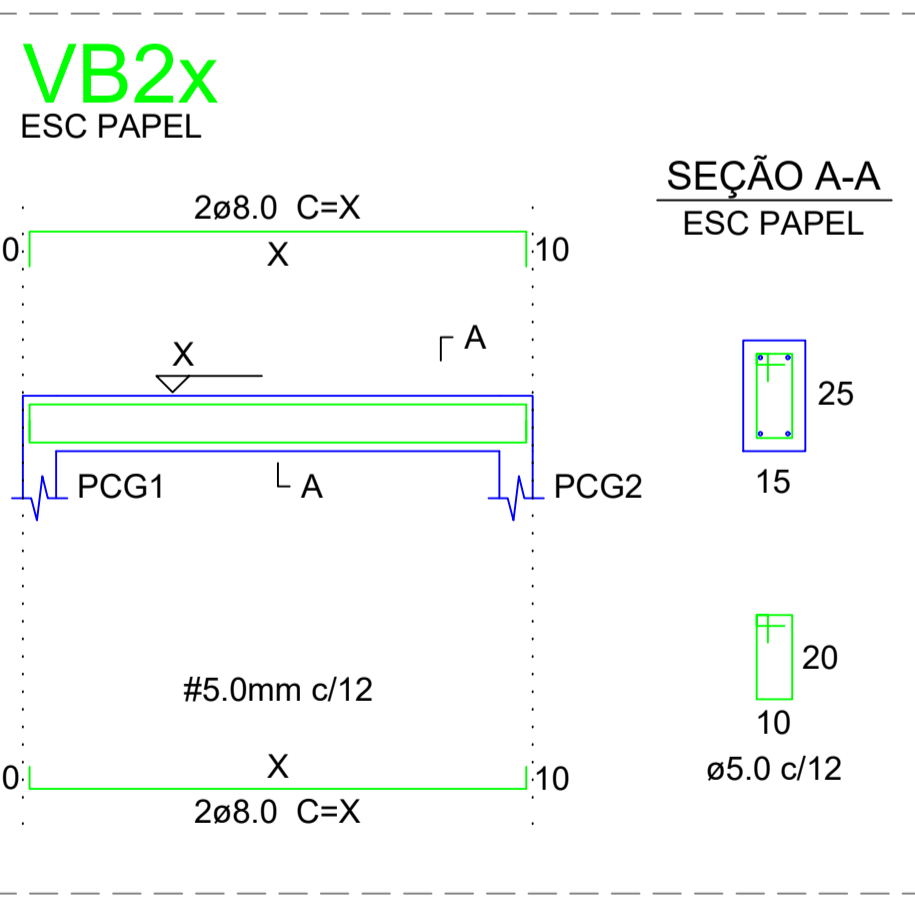 VB2x
ESC PAPEL
SEÇÃO A-A
ESC PAPEL
2ø8.0 C=X
0
X
10
X
A
PCG1
A
PCG2
25
15
#5.0mm c/12
20
10
ø5.0 c/12
0
X
10
2ø8.0 C=X